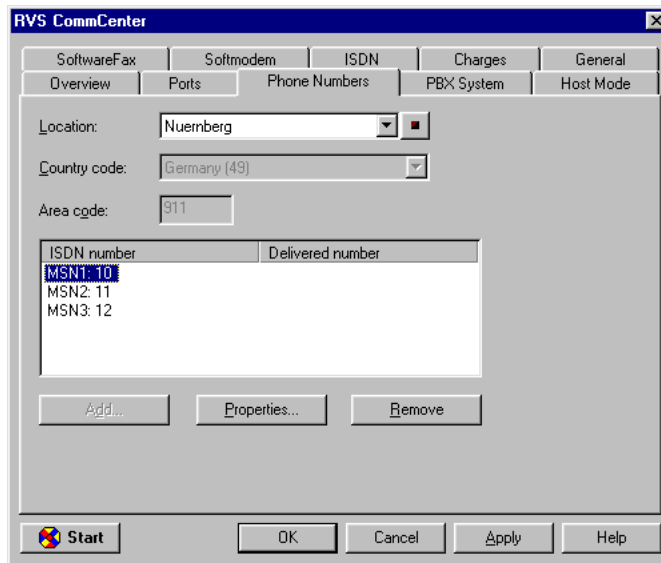 RVS CommCenter
SoftwareFax Softmodem ISDN Charges General
Overview Ports Phone Numbers PBX System Host Mode
Location: Nuernberg
Country code: Germany (49)
Area code: 911
ISDN number Delivered number
MSN1: 10
MSN2: 11
MSN3: 12
Add... Properties... Remove
Start OK Cancel Apply Help